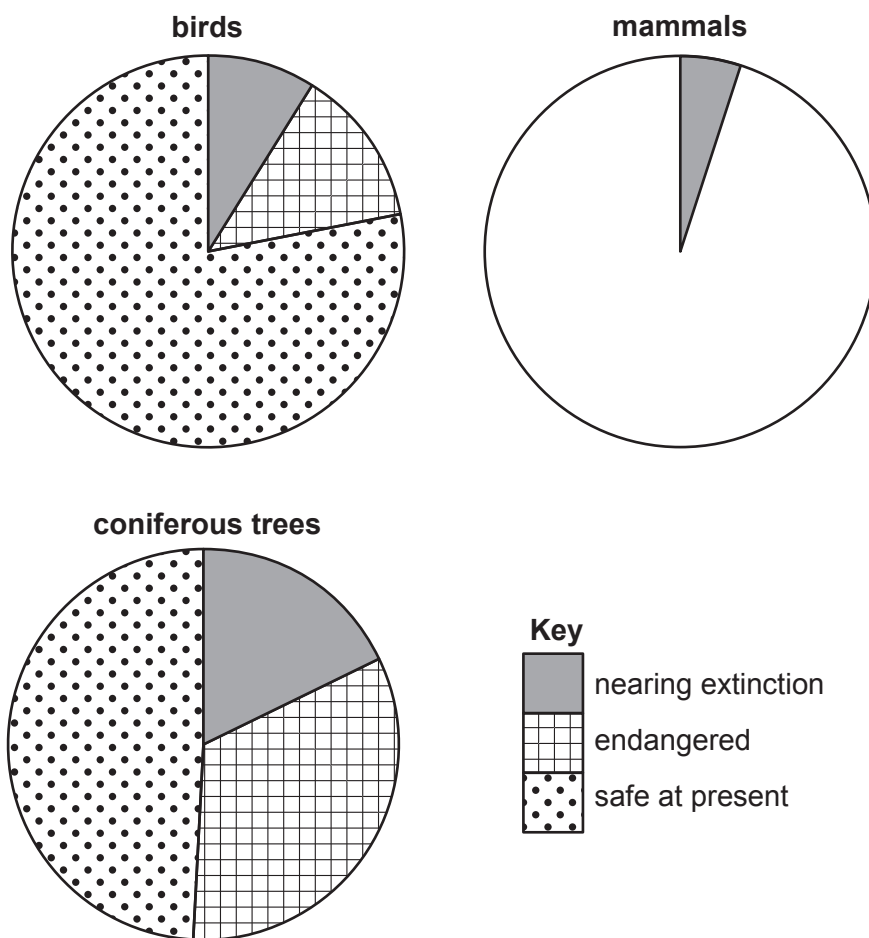 birds
mammals
coniferous trees
Key
nearing extinction
endangered
safe at present